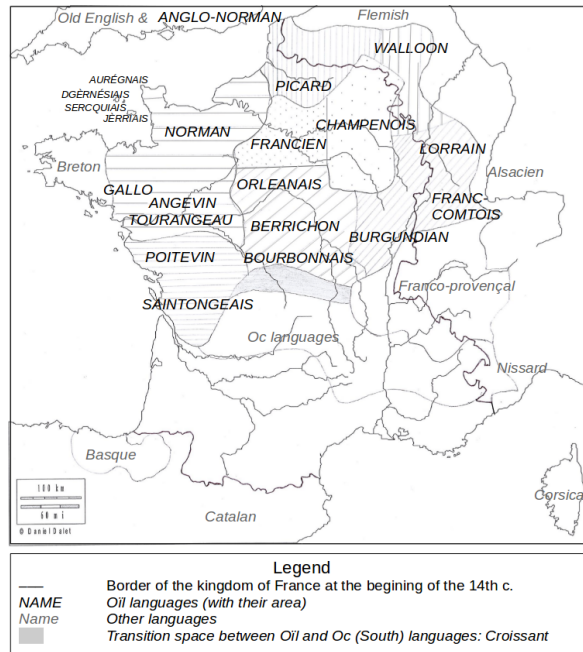 Old English & ANGLO-NORMAN
Flemish
WALLOON
AURÉGNAIS
PICARD
DGÈRNÉSIAIS
SERCQUIAIS
JÈRRIAIS
CHAMPENOIS
NORMAN
FRANCIEN
LORRAIN
Breton
Alsacien
ORLEANAIS
GALLO
FRANC-
COMTOIS
ANGEVIN
TOURANGEAU
BERRICHON
BURGUNDIAN
POITEVIN
BOURBONNAIS
Franco-provençal
SAINTONGEAIS
Oc languages
Nissard
Basque
100 km
60 mi
© Daniel Dalet
Corsica
Catalan
Legend
Border of the kingdom of France at the begining of the 14th c.
NAME Oïl languages (with their area)
Name Other languages
Transition space between Oïl and Oc (South) languages: Croissant